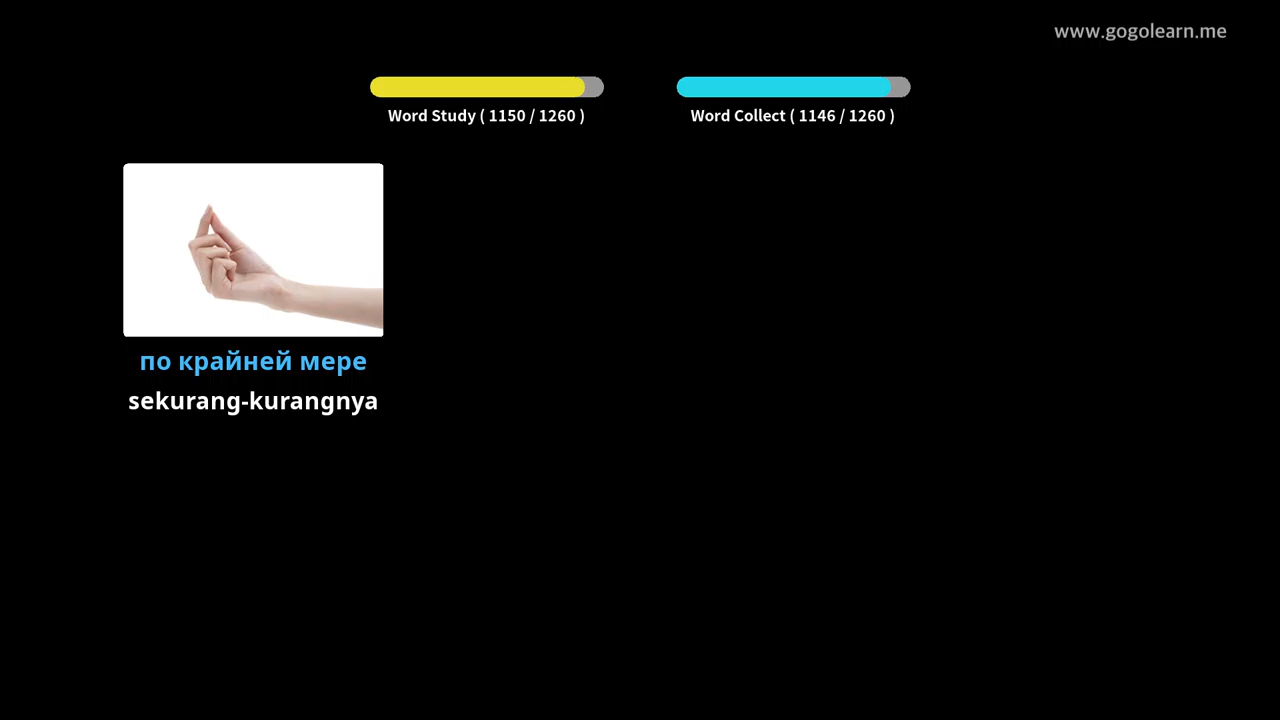 www.gogolearn.me
Word Study ( 1150 / 1260 )
Word Collect ( 1146 / 1260 )
по крайней мере
sekurang-kurangnya